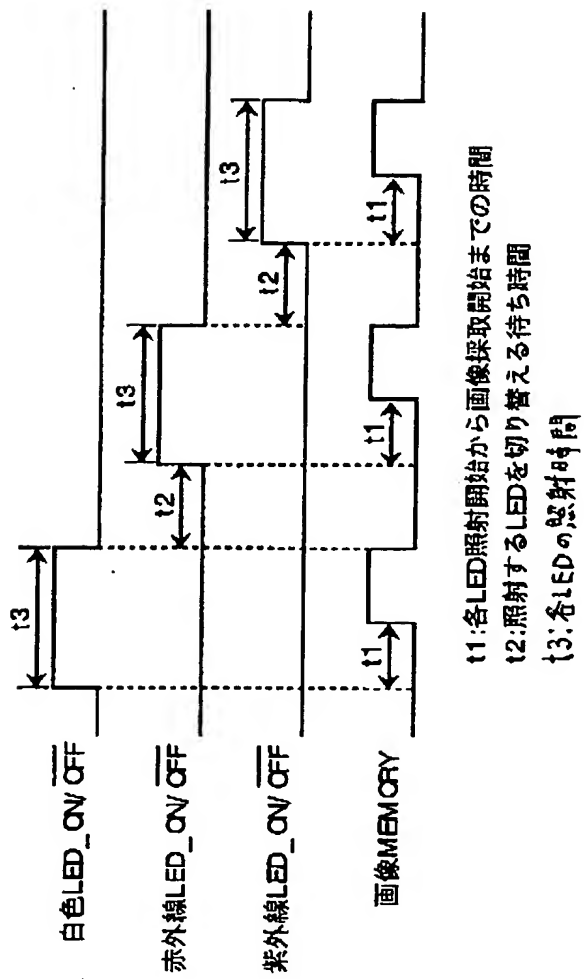 白色LED_ON/OFF
t3
赤外線LED_ON/OFF
t2
t3
紫外線LED_ON/OFF
t2
t3
画像MEMORY
t1
t1
t1
t1:各LED照射開始から画像採取開始までの時間
t2:照射するLEDを切り替える待ち時間
t3:各LEDの照射時間